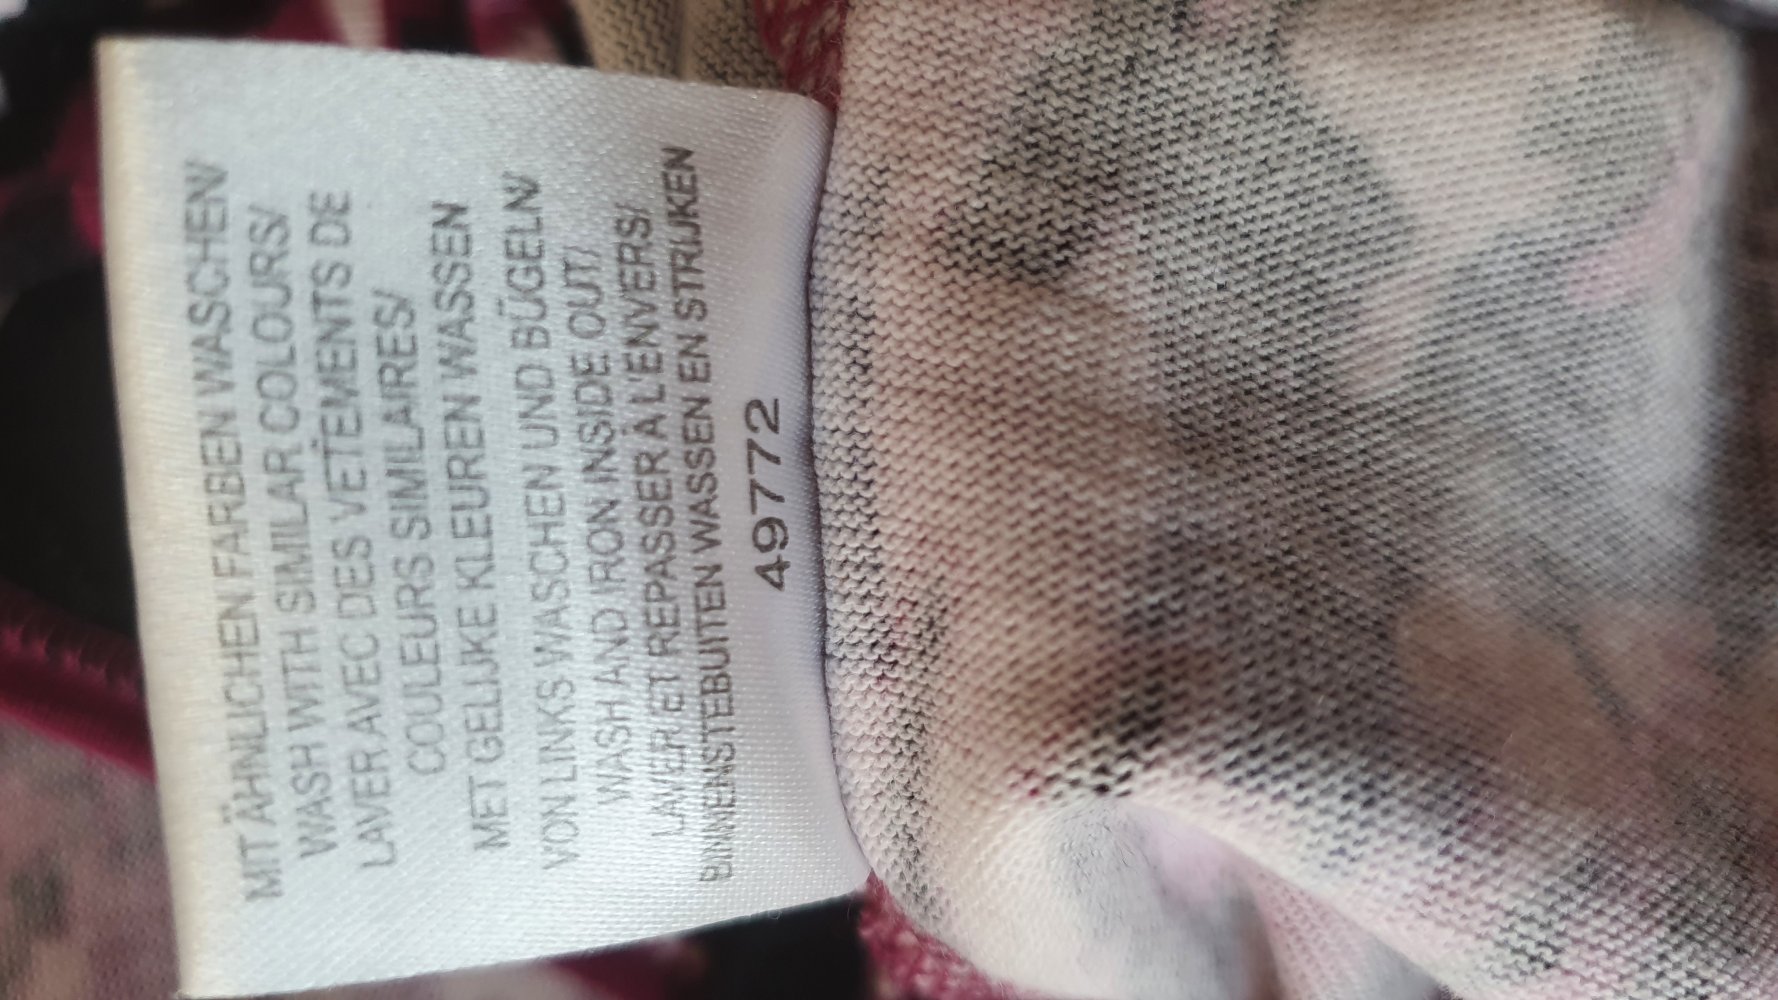 MIT ÄHNLICHEN FARBEN WASCHEN/
WASH WITH SIMILAR COLOURS/
LAVER AVEC DES VÊTEMENTS DE
COULEURS SIMILAIRES/
MET GELIJKE KLEUREN WASSEN
VON LINKS WASCHEN UND BÜGELN/
WASH AND IRON INSIDE OUT/
LAVER ET REPASSER À L'ENVERS/
BINNENSTEBUITEN WASSEN EN STRIJKEN
49772